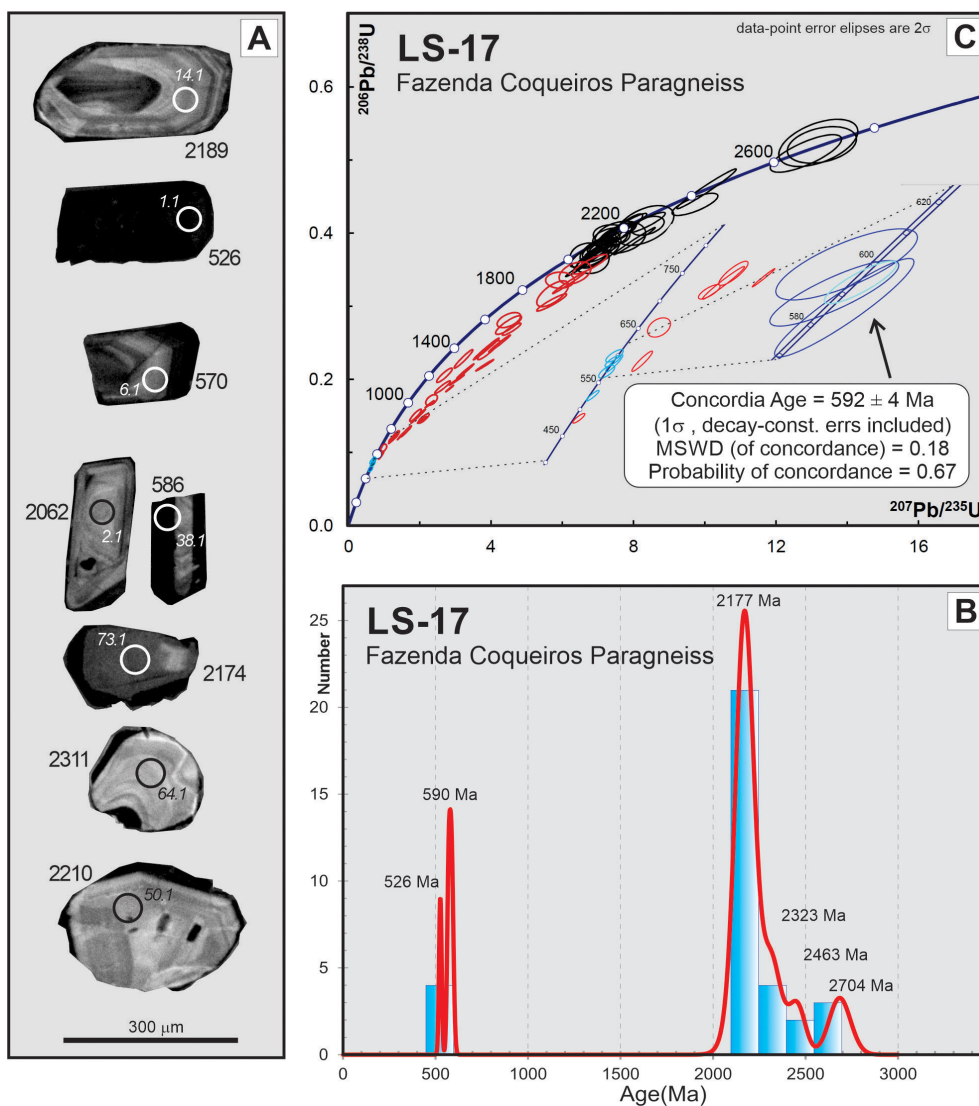 A
14.1
2189
1.1
526
6.1
570
2062
2.1
586
38.1
73.1
2174
2311
64.1
2210
50.1
300 μm
C
data-point error elipses are 2σ
LS-17
Fazenda Coqueiros Paragneiss
²⁰⁶Pb/²³⁸U
0.6
0.4
0.2
0.0
2600
2200
1800
1400
1000
750
650
550
450
620
600
580
Concordia Age = 592 ± 4 Ma
(1σ , decay-const. errs included)
MSWD (of concordance) = 0.18
Probability of concordance = 0.67
²⁰⁷Pb/²³⁵U
0 4 8 12 16
B
LS-17
Fazenda Coqueiros Paragneiss
Number
25
20
15
10
5
0
2177 Ma
590 Ma
526 Ma
2323 Ma
2463 Ma
2704 Ma
0 500 1000 1500 2000 2500 3000 3500
Age(Ma)